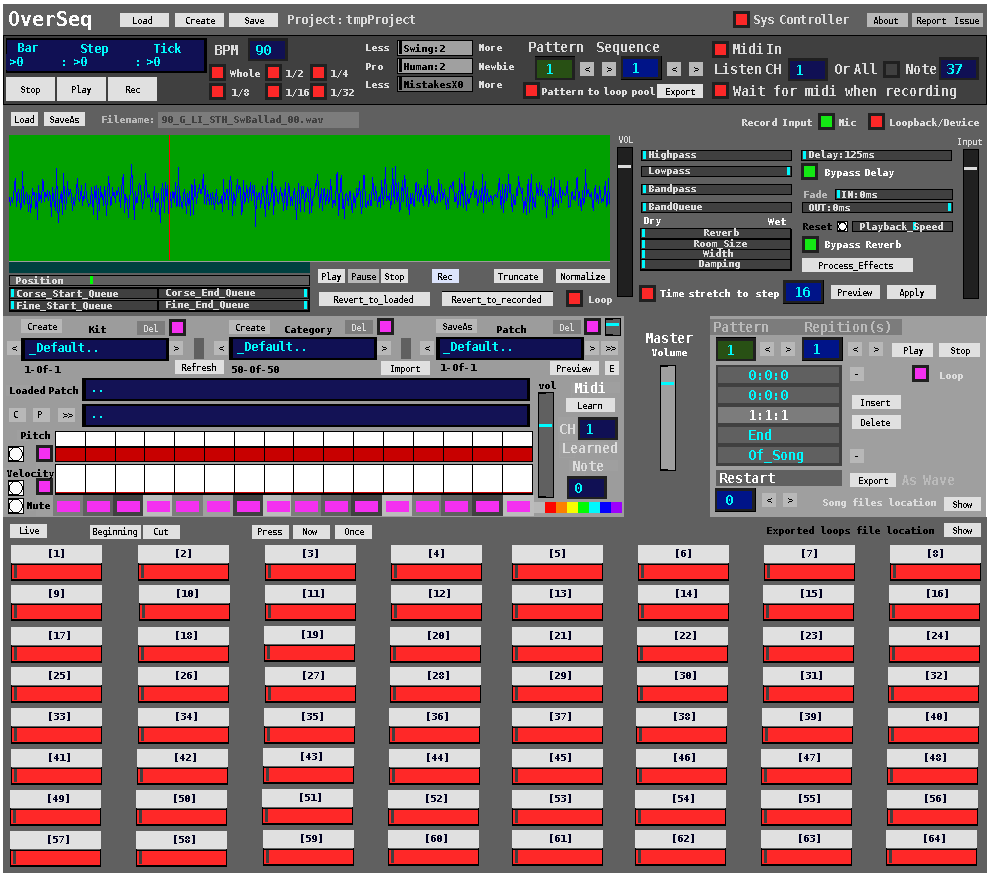 OverSeq Load Create Save Project:tmpProject Sys Controller About Report Issue
Bar Step Tick BPM 90 Less Swing:2 More Pattern Sequence Midi In
>0 : >0 : >0 Whole 1/2 1/4 Pro Human:2 Newbie 1 < > 1 < > Listen CH 1 Or All Note 37
Stop Play Rec 1/8 1/16 1/32 Less MistakesX0 More Pattern to loop pool Export Wait for midi when recording
Load SaveAs Filename: 90_G_LI_STH_SwBallad_00.wav Record Input Mic Loopback/Device
VOL Input
Highpass Delay:125ms
Lowpass Bypass Delay
Bandpass Fade IN:0ms
BandQueue OUT:0ms
Dry Wet Reset Playback_Speed
Reverb
Room_Size Bypass Reverb
Width
Damping Process_Effects
Position Play Pause Stop Rec Truncate Normalize
Corse_Start_Queue Corse_End_Queue Time stretch to step 16 Preview Apply
Fine_Start_Queue Fine_End_Queue Revert_to_loaded Revert_to_recorded Loop
Create Kit Del Create Category Del SaveAs Patch Del
< _Default.. > < _Default.. > < _Default.. > >>
1-Of-1 Refresh 50-Of-50 Import 1-Of-1 Preview E
Loaded Patch .. vol Midi
C P >> .. Learn
Pitch CH 1
Velocity Learned
Note
Mute 0
Master
Volume
Pattern Repition(s)
1 < > 1 < > Play Stop
0:0:0 - Loop
0:0:0 Insert
1:1:1 Delete
End
Of_Song -
Restart Export As Wave
0 < > Song files location Show
Live Beginning Cut Press Now Once Exported loops file location Show
[1] [2] [3] [4] [5] [6] [7] [8]
[9] [10] [11] [12] [13] [14] [15] [16]
[17] [18] [19] [20] [21] [22] [23] [24]
[25] [26] [27] [28] [29] [30] [31] [32]
[33] [34] [35] [36] [37] [38] [39] [40]
[41] [42] [43] [44] [45] [46] [47] [48]
[49] [50] [51] [52] [53] [54] [55] [56]
[57] [58] [59] [60] [61] [62] [63] [64]